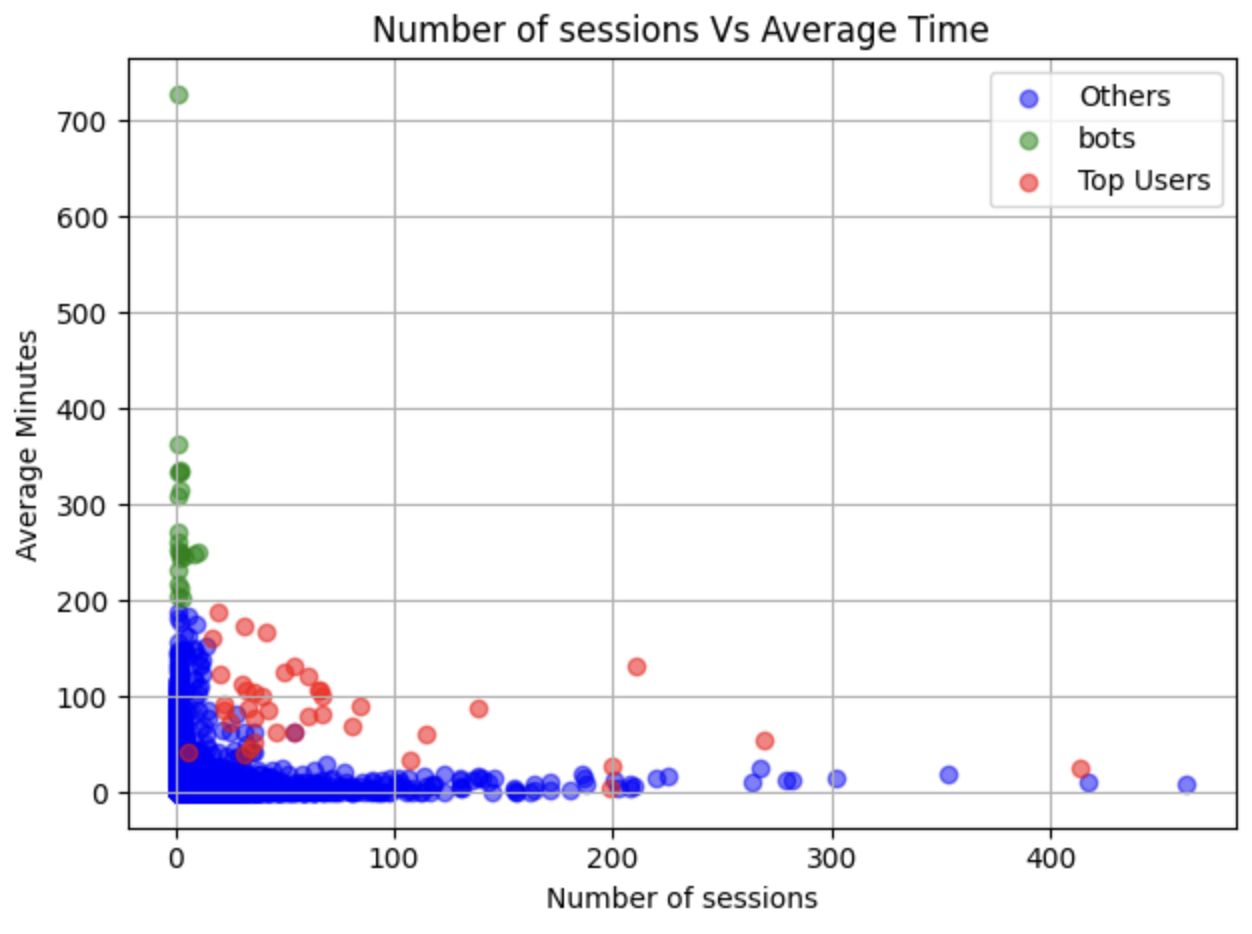 Number of sessions Vs Average Time
Others
bots
Top Users
700
600
500
400
300
200
100
0
Average Minutes
0 100 200 300 400
Number of sessions